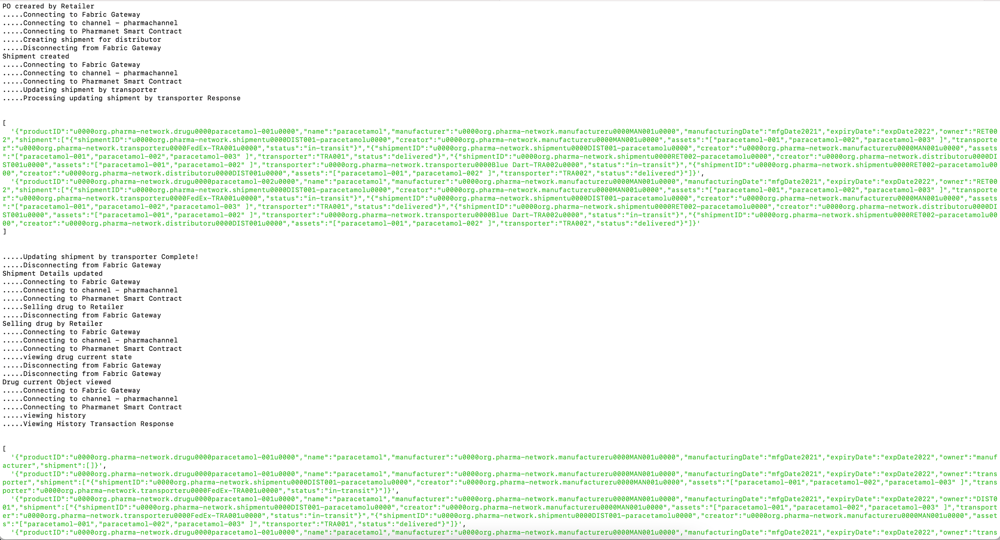 PO creared by Retailer
.....Connecting to Fabric Gateway
.....Connecting to channel – pharmachannel
.....Connecting to Pharmanet Smart Contract
.....Creating shipment for distributor
.....Disconnecting from Fabric Gateway
Shipment created
.....Connecting to Fabric Gateway
.....Connecting to channel – pharmachannel
.....Connecting to Pharmanet Smart Contract
.....Updating shipment by transporter
.....Processing updating shipment by transporter Response
[
'{"productID":"u0000org.pharma-network.drugu0000paracetamol-001u0000","name":"paracetamol","manufacturer":"u0000org.pharma-network.manufactureru0000MAN001u0000","manufacturingDate":"mfgDate2021","expiryDate":"expDate2022","owner":"RET00
2","shipment":["{"shipmentID":"u0000org.pharma-network.shipmentu0000DIST001-paracetamolu0000","creator":"u0000org.pharma-network.manufactureru0000MAN001u0000","assets":"["paracetamol-001","paracetamol-002","paracetamol-003" ]","transporte
r":"u0000org.pharma-network.transporteru0000FedEx-TRA001u0000","status":"in-transit"}","{"shipmentID":"u0000org.pharma-network.shipmentu0000DIST001-paracetamolu0000","creator":"u0000org.pharma-network.manufactureru0000MAN001u0000","assets
":"["paracetamol-001","paracetamol-002","paracetamol-003" ]","transporter":"TRA001","status":"delivered"}","{"shipmentID":"u0000org.pharma-network.shipmentu0000RET002-paracetamolu0000","creator":"u0000org.pharma-network.distributoru0000DI
ST001u0000","assets":"["paracetamol-001","paracetamol-002" ]","transporter":"u0000org.pharma-network.transporteru0000Blue Dart-TRA002u0000","status":"in-transit"}","{"shipmentID":"u0000org.pharma-network.shipmentu0000RET002-paracetamolu00
00","creator":"u0000org.pharma-network.distributoru0000DIST001u0000","assets":"["paracetamol-001","paracetamol-002" ]","transporter":"TRA002","status":"delivered"}"]}',
'{"productID":"u0000org.pharma-network.drugu0000paracetamol-002u0000","name":"paracetamol","manufacturer":"u0000org.pharma-network.manufactureru0000MAN001u0000","manufacturingDate":"mfgDate2021","expiryDate":"expDate2022","owner":"RET00
2","shipment":["{"shipmentID":"u0000org.pharma-network.shipmentu0000DIST001-paracetamolu0000","creator":"u0000org.pharma-network.manufactureru0000MAN001u0000","assets":"["paracetamol-001","paracetamol-002","paracetamol-003" ]","transporte
r":"u0000org.pharma-network.transporteru0000FedEx-TRA001u0000","status":"in-transit"}","{"shipmentID":"u0000org.pharma-network.shipmentu0000DIST001-paracetamolu0000","creator":"u0000org.pharma-network.manufactureru0000MAN001u0000","assets
":"["paracetamol-001","paracetamol-002","paracetamol-003" ]","transporter":"TRA001","status":"delivered"}","{"shipmentID":"u0000org.pharma-network.shipmentu0000RET002-paracetamolu0000","creator":"u0000org.pharma-network.distributoru0000DI
ST001u0000","assets":"["paracetamol-001","paracetamol-002" ]","transporter":"u0000org.pharma-network.transporteru0000Blue Dart-TRA002u0000","status":"in-transit"}","{"shipmentID":"u0000org.pharma-network.shipmentu0000RET002-paracetamolu00
00","creator":"u0000org.pharma-network.distributoru0000DIST001u0000","assets":"["paracetamol-001","paracetamol-002" ]","transporter":"TRA002","status":"delivered"}"]}'
]
.....Updating shipment by transporter Complete!
.....Disconnecting from Fabric Gateway
Shipment Details updated
.....Connecting to Fabric Gateway
.....Connecting to channel – pharmachannel
.....Connecting to Pharmanet Smart Contract
.....Selling drug to Retailer
.....Disconnecting from Fabric Gateway
Selling drug by Retailer
.....Connecting to Fabric Gateway
.....Connecting to channel – pharmachannel
.....Connecting to Pharmanet Smart Contract
.....viewing drug current state
.....Disconnecting from Fabric Gateway
.....Disconnecting from Fabric Gateway
Drug current Object viewed
.....Connecting to Fabric Gateway
.....Connecting to channel – pharmachannel
.....Connecting to Pharmanet Smart Contract
.....viewing history
.....Viewing History Transaction Response
[
'{"productID":"u0000org.pharma-network.drugu0000paracetamol-001u0000","name":"paracetamol","manufacturer":"u0000org.pharma-network.manufactureru0000MAN001u0000","manufacturingDate":"mfgDate2021","expiryDate":"expDate2022","owner":"manuf
acturer","shipment":[]}',
'{"productID":"u0000org.pharma-network.drugu0000paracetamol-001u0000","name":"paracetamol","manufacturer":"u0000org.pharma-network.manufactureru0000MAN001u0000","manufacturingDate":"mfgDate2021","expiryDate":"expDate2022","owner":"trans
porter","shipment":["{"shipmentID":"u0000org.pharma-network.shipmentu0000DIST001-paracetamolu0000","creator":"u0000org.pharma-network.manufactureru0000MAN001u0000","assets":"["paracetamol-001","paracetamol-002","paracetamol-003" ]","trans
porter":"u0000org.pharma-network.transporteru0000FedEx-TRA001u0000","status":"in-transit"}"]}',
'{"productID":"u0000org.pharma-network.drugu0000paracetamol-001u0000","name":"paracetamol","manufacturer":"u0000org.pharma-network.manufactureru0000MAN001u0000","manufacturingDate":"mfgDate2021","expiryDate":"expDate2022","owner":"DIST0
01","shipment":["{"shipmentID":"u0000org.pharma-network.shipmentu0000DIST001-paracetamolu0000","creator":"u0000org.pharma-network.manufactureru0000MAN001u0000","assets":"["paracetamol-001","paracetamol-002","paracetamol-003" ]","transport
er":"u0000org.pharma-network.transporteru0000FedEx-TRA001u0000","status":"in-transit"}","{"shipmentID":"u0000org.pharma-network.shipmentu0000DIST001-paracetamolu0000","creator":"u0000org.pharma-network.manufactureru0000MAN001u0000","asset
s":"["paracetamol-001","paracetamol-002","paracetamol-003" ]","transporter":"TRA001","status":"delivered"}"]}',
'{"productID":"u0000org.pharma-network.drugu0000paracetamol-001u0000","name":"paracetamol","manufacturer":"u0000org.pharma-network.manufactureru0000MAN001u0000","manufacturingDate":"mfgDate2021","expiryDate":"expDate2022","owner":"trans